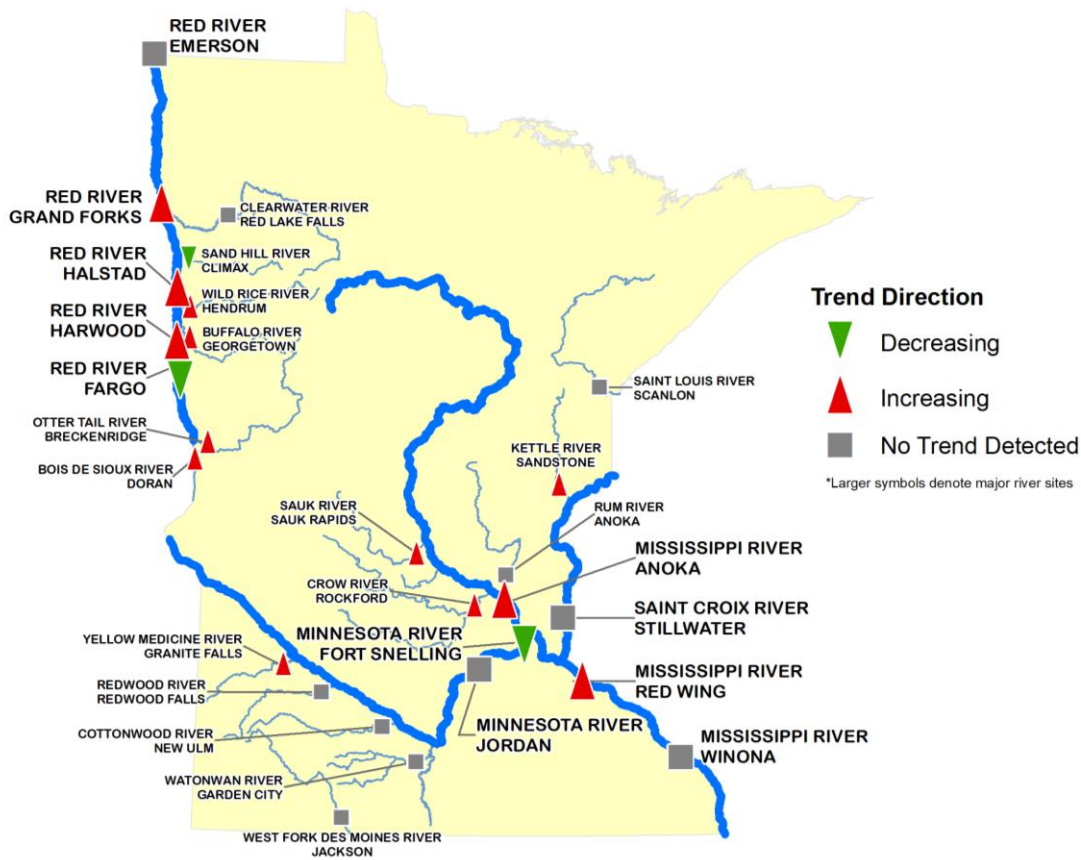 RED RIVER
EMERSON
RED RIVER
GRAND FORKS
CLEARWATER RIVER
RED LAKE FALLS
RED RIVER
HALSTAD
SAND HILL RIVER
CLIMAX
WILD RICE RIVER
HENDRUM
RED RIVER
HARWOOD
BUFFALO RIVER
GEORGETOWN
RED RIVER
FARGO
OTTER TAIL RIVER
BRECKENRIDGE
BOIS DE SIOUX RIVER
DORAN
Trend Direction
Decreasing
Increasing
No Trend Detected
*Larger symbols denote major river sites
SAINT LOUIS RIVER
SCANLON
KETTLE RIVER
SANDSTONE
SAUK RIVER
SAUK RAPIDS
RUM RIVER
ANOKA
MISSISSIPPI RIVER
ANOKA
CROW RIVER
ROCKFORD
SAINT CROIX RIVER
STILLWATER
MINNESOTA RIVER
FORT SNELLING
YELLOW MEDICINE RIVER
GRANITE FALLS
MISSISSIPPI RIVER
RED WING
REDWOOD RIVER
REDWOOD FALLS
MINNESOTA RIVER
JORDAN
COTTONWOOD RIVER
NEW ULM
MISSISSIPPI RIVER
WINONA
WATONWAN RIVER
GARDEN CITY
WEST FORK DES MOINES RIVER
JACKSON